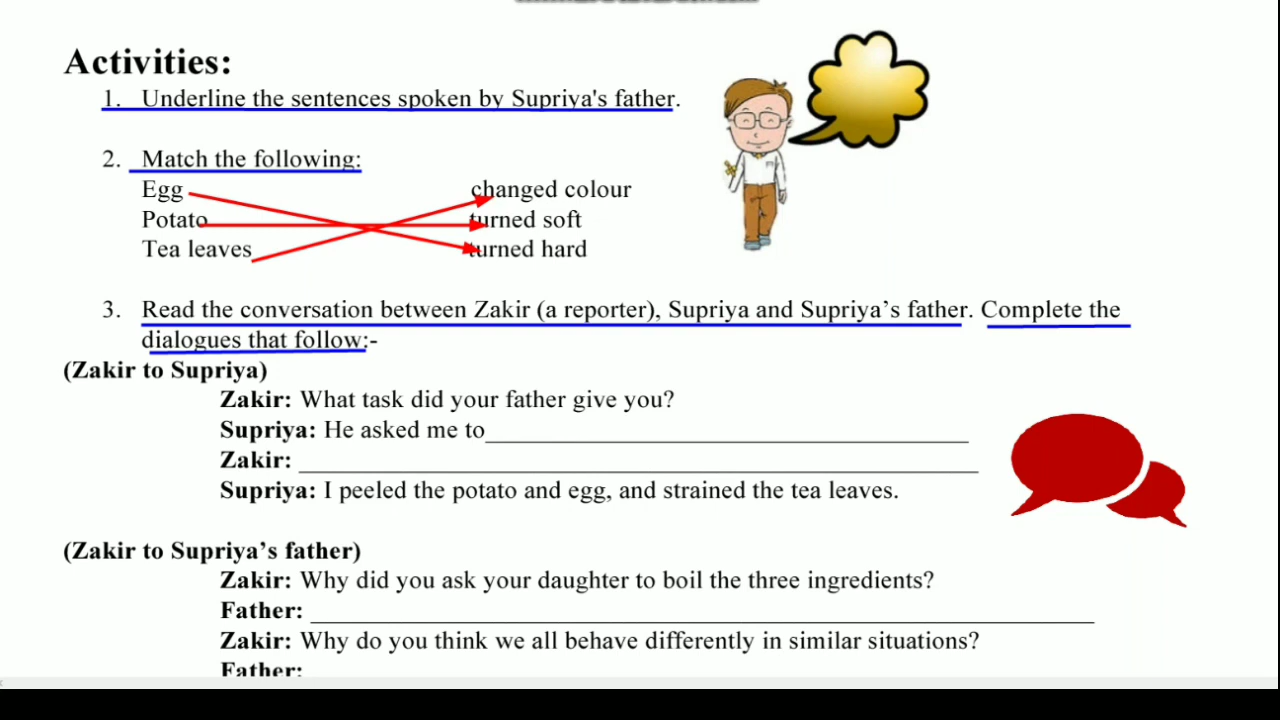 Activities:
1. Underline the sentences spoken by Supriya's father.
2. Match the following:
Egg changed colour
Potato turned soft
Tea leaves turned hard
3. Read the conversation between Zakir (a reporter), Supriya and Supriya’s father. Complete the
dialogues that follow:-
(Zakir to Supriya)
Zakir: What task did your father give you?
Supriya: He asked me to
Zakir:
Supriya: I peeled the potato and egg, and strained the tea leaves.
(Zakir to Supriya’s father)
Zakir: Why did you ask your daughter to boil the three ingredients?
Father:
Zakir: Why do you think we all behave differently in similar situations?
Father: